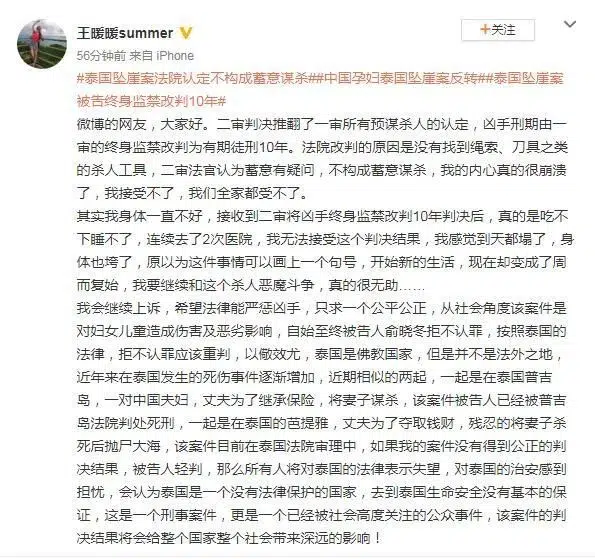 王暖暖summer
+关注
56分钟前 来自 iPhone
#泰国坠崖案法院认定不构成蓄意谋杀##中国孕妇泰国坠崖案反转##泰国坠崖案
被告终身监禁改判10年#
微博的网友，大家好。二审判决推翻了一审所有预谋杀人的认定，凶手刑期由一
审的终身监禁改判为有期徒刑10年。法院改判的原因是没有找到绳索、刀具之类
的杀人工具，二审法官认为蓄意有疑问，不构成蓄意谋杀，我的内心真的很崩溃
了，我接受不了，我们全家都受不了。
其实我身体一直不好，接收到二审将凶手终身监禁改判10年判决后，真的是吃不
下睡不了，连续去了2次医院，我无法接受这个判决结果，我感觉到天都塌了，身
体也垮了，原以为这件事情可以画上一个句号，开始新的生活，现在却变成了周
而复始，我要继续和这个杀人恶魔斗争，真的很无助……
我会继续上诉，希望法律能严惩凶手，只求一个公平公正，从社会角度该案件是
对妇女儿童造成伤害及恶劣影响，自始至终被告人俞晓冬拒不认罪，按照泰国的
法律，拒不认罪应该重判，以儆效尤，泰国是佛教国家，但是并不是法外之地，
近年来在泰国发生的死伤事件逐渐增加，近期相似的两起，一起是在泰国普吉
岛，一对中国夫妇，丈夫为了继承保险，将妻子谋杀，该案件被告人已经被普吉
岛法院判处死刑，一起是在泰国的芭提雅，丈夫为了夺取钱财，残忍的将妻子杀
死后抛尸大海，该案件目前在泰国法院审理中，如果我的案件没有得到公正的判
决结果，被告人轻判，那么所有人将对泰国的法律表示失望，对泰国的治安感到
担忧，会认为泰国是一个没有法律保护的国家，去到泰国生命安全没有基本的保
证，这是一个刑事案件，更是一个已经被社会高度关注的公众事件，该案件的判
决结果将会给整个国家整个社会带来深远的影响！